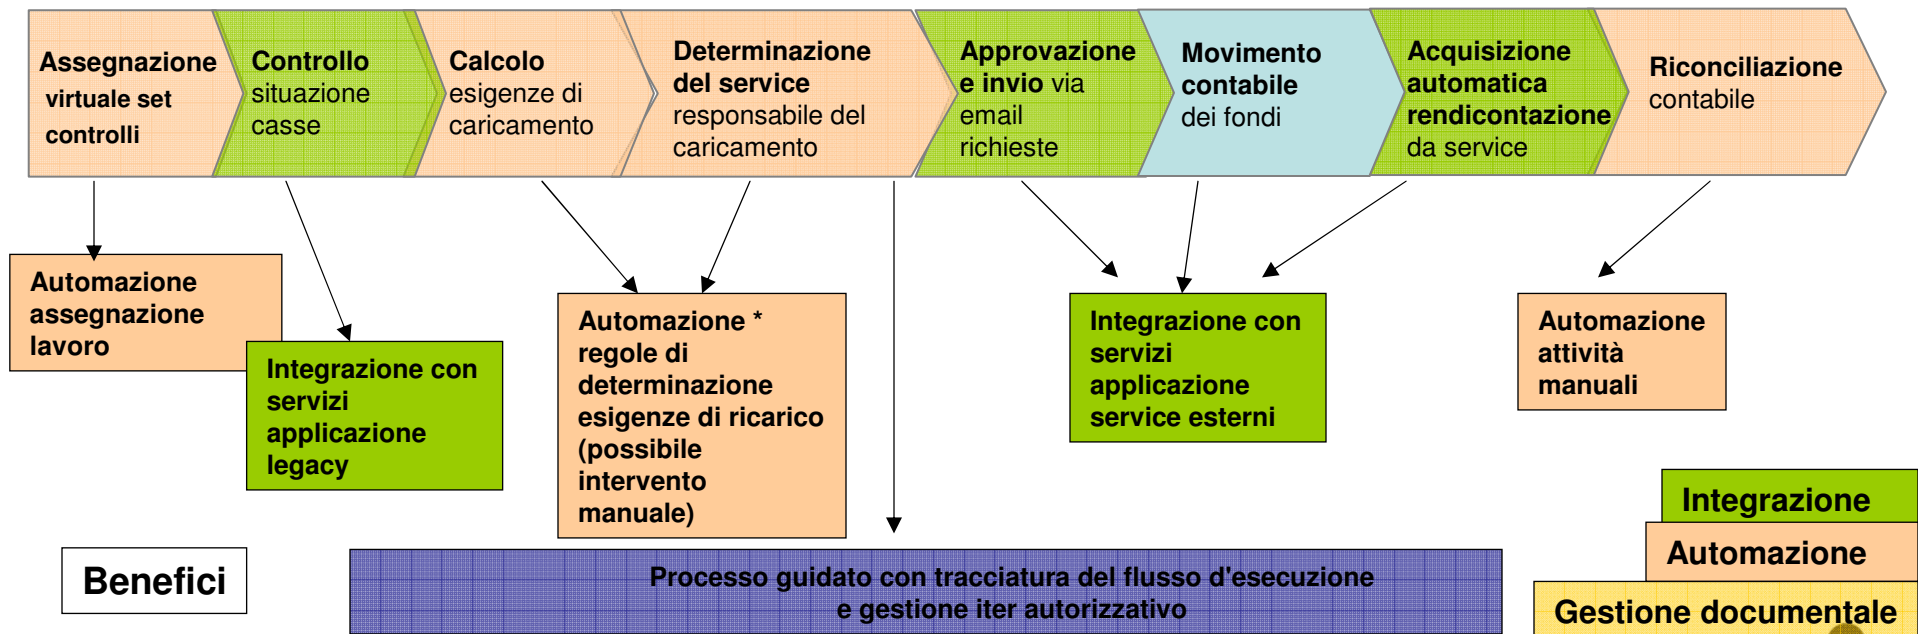 Assegnazione
virtuale set
controlli
Controllo
situazione
casse
Calcolo
esigenze di
caricamento
Determinazione
del service
responsabile del
caricamento
Approvazione
e invio via
email
richieste
Movimento
contabile
dei fondi
Acquisizione
automatica
rendicontazione
da service
Riconciliazione
contabile
Automazione
assegnazione
lavoro
Integrazione con
servizi
applicazione
legacy
Automazione *
regole di
determinazione
esigenze di ricarico
(possibile
intervento
manuale)
Integrazione con
servizi
applicazione
service esterni
Automazione
attività
manuali
Integrazione
Automazione
Gestione documentale
Benefici
Processo guidato con tracciatura del flusso d'esecuzione
e gestione iter autorizzativo